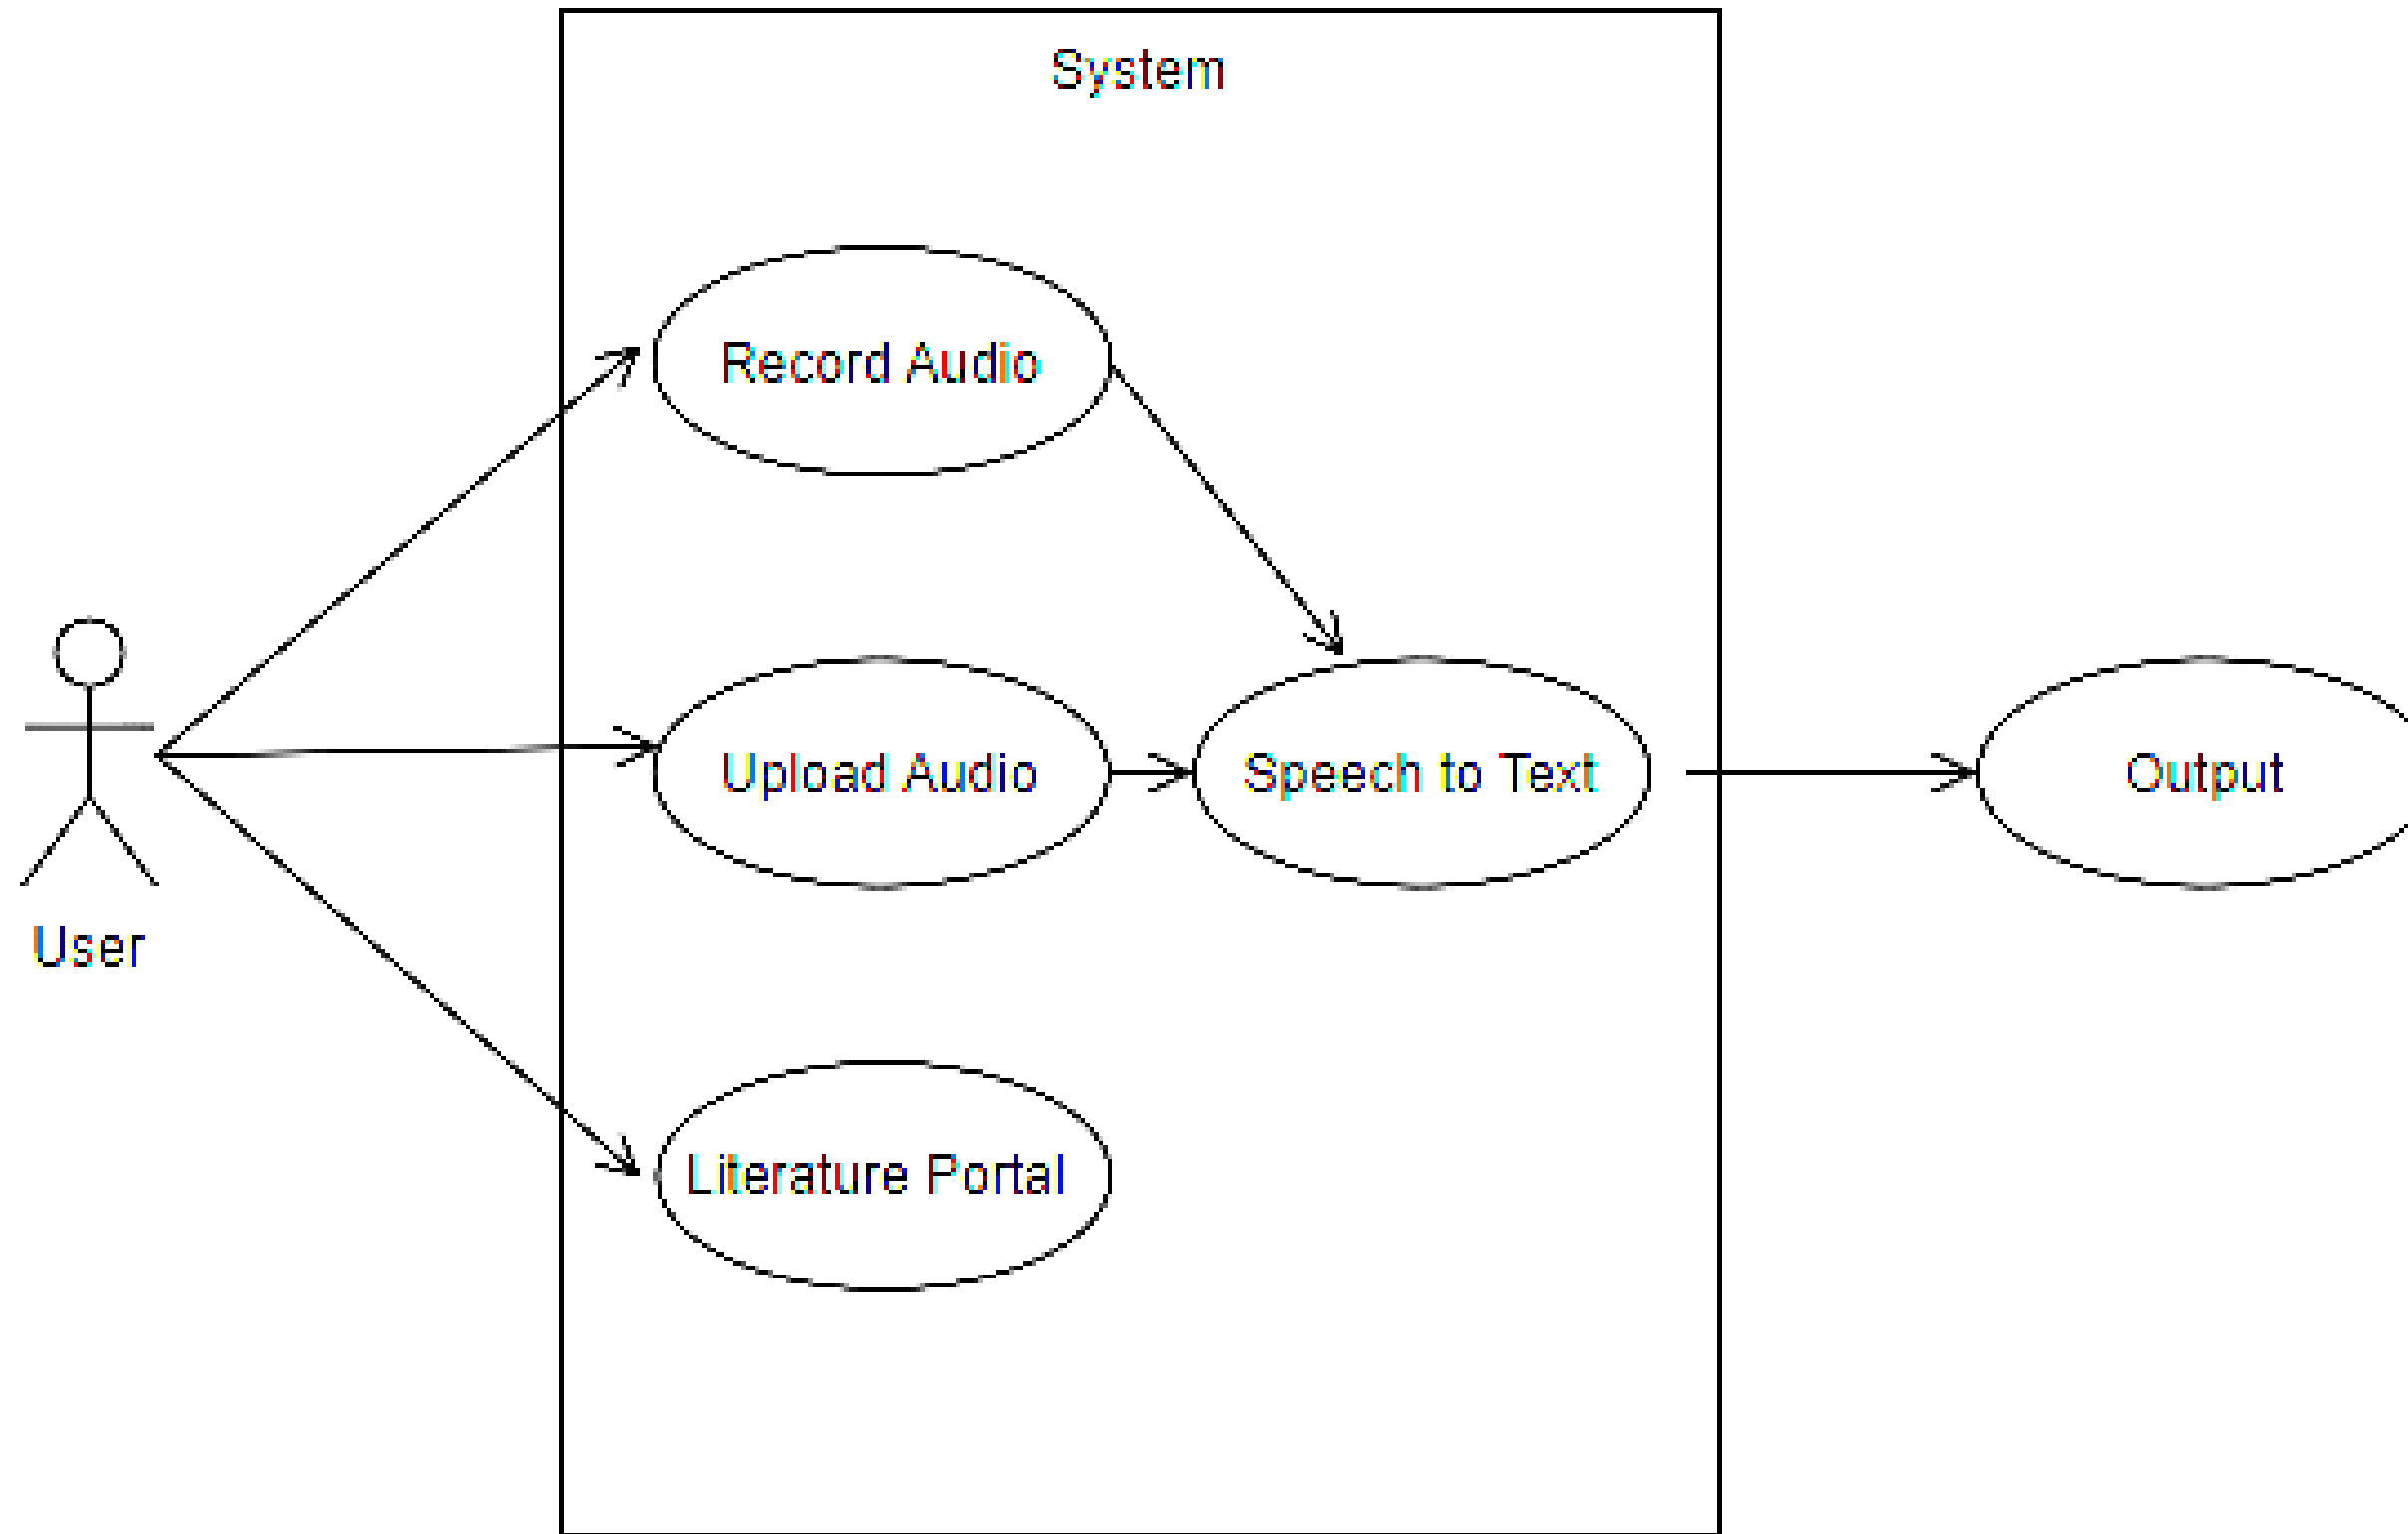 System
Record Audio
Upload Audio
Speech to Text
Output
User
Literature Portal